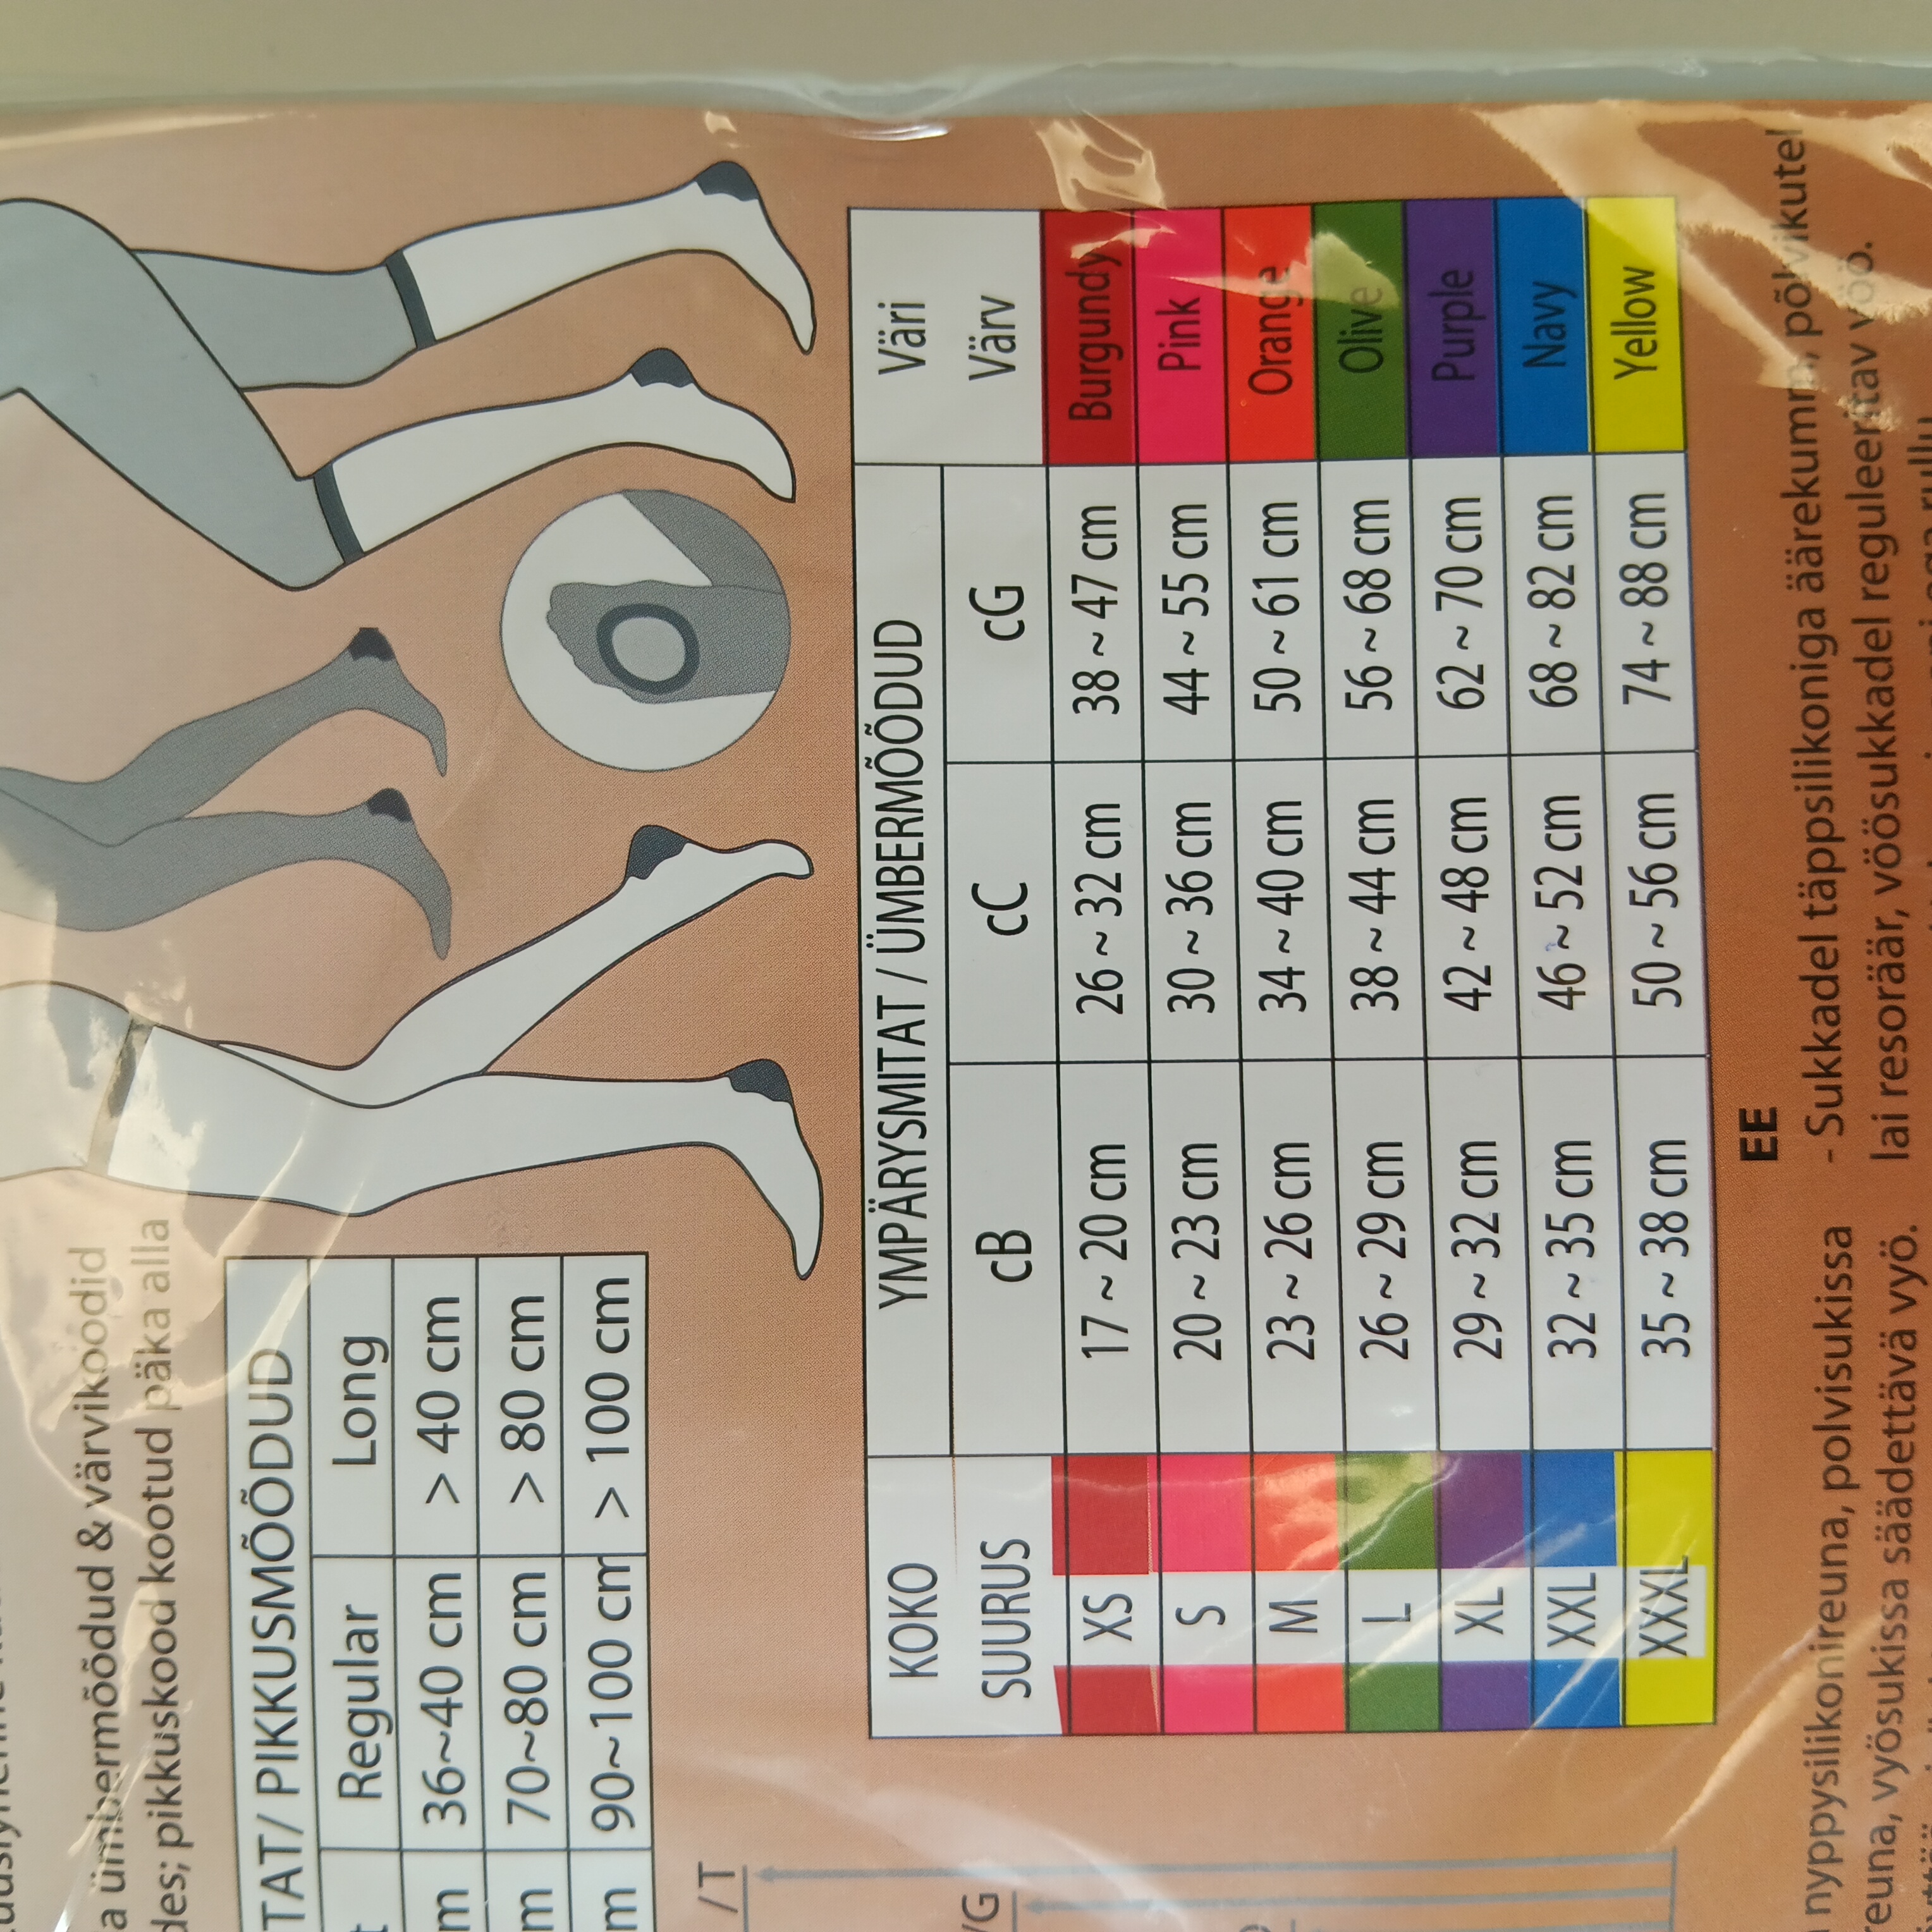 ümbermõõdud & värvikoodid
pikkuskood kootud päka alla
PIKKUSMÕÕDUD
Regular Long
36~40 cm > 40 cm
70~80 cm > 80 cm
90~100 cm > 100 cm
/T
/G
KOKO YMPÄRYSMITAT / ÜMBERMÕÕDUD Väri
SUURUS cB cC cG Värv
XS 17 ~ 20 cm 26 ~ 32 cm 38 ~ 47 cm Burgundy
S 20 ~ 23 cm 30 ~ 36 cm 44 ~ 55 cm Pink
M 23 ~ 26 cm 34 ~ 40 cm 50 ~ 61 cm Orange
L 26 ~ 29 cm 38 ~ 44 cm 56 ~ 68 cm Olive
XL 29 ~ 32 cm 42 ~ 48 cm 62 ~ 70 cm Purple
XXL 32 ~ 35 cm 46 ~ 52 cm 68 ~ 82 cm Navy
XXXL 35 ~ 38 cm 50 ~ 56 cm 74 ~ 88 cm Yellow
nyppysilikonireuna, polvisukissa
vyösukissa säädettävä vyö.
EE
- Sukkadel täppsilikoniga äärekumm, põlvikutel
lai resoräär, vöösukkadel reguleeritav vöö.